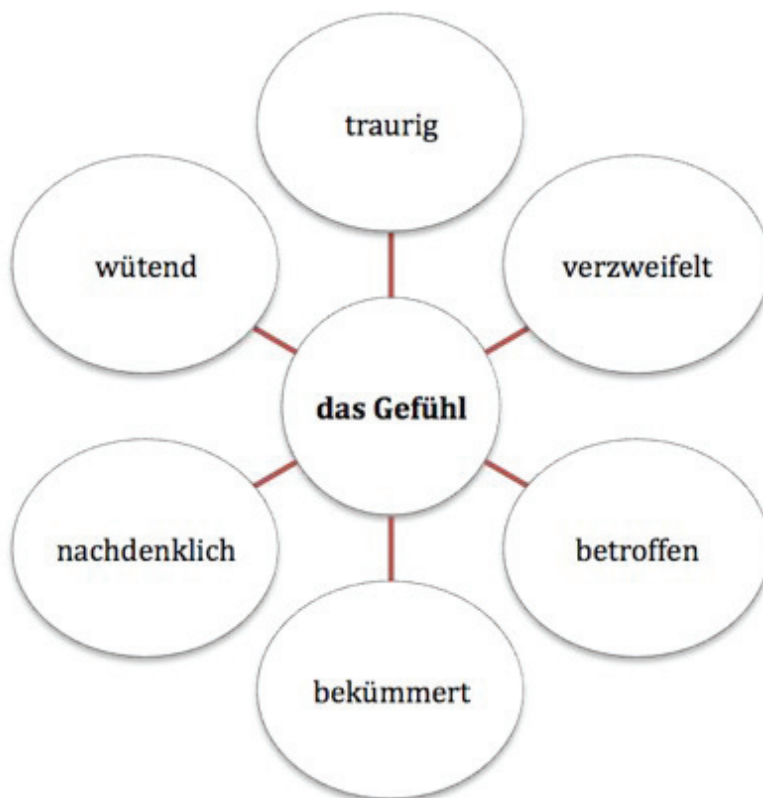 traurig
wütend
verzweifelt
das Gefühl
nachdenklich
betroffen
bekümmert